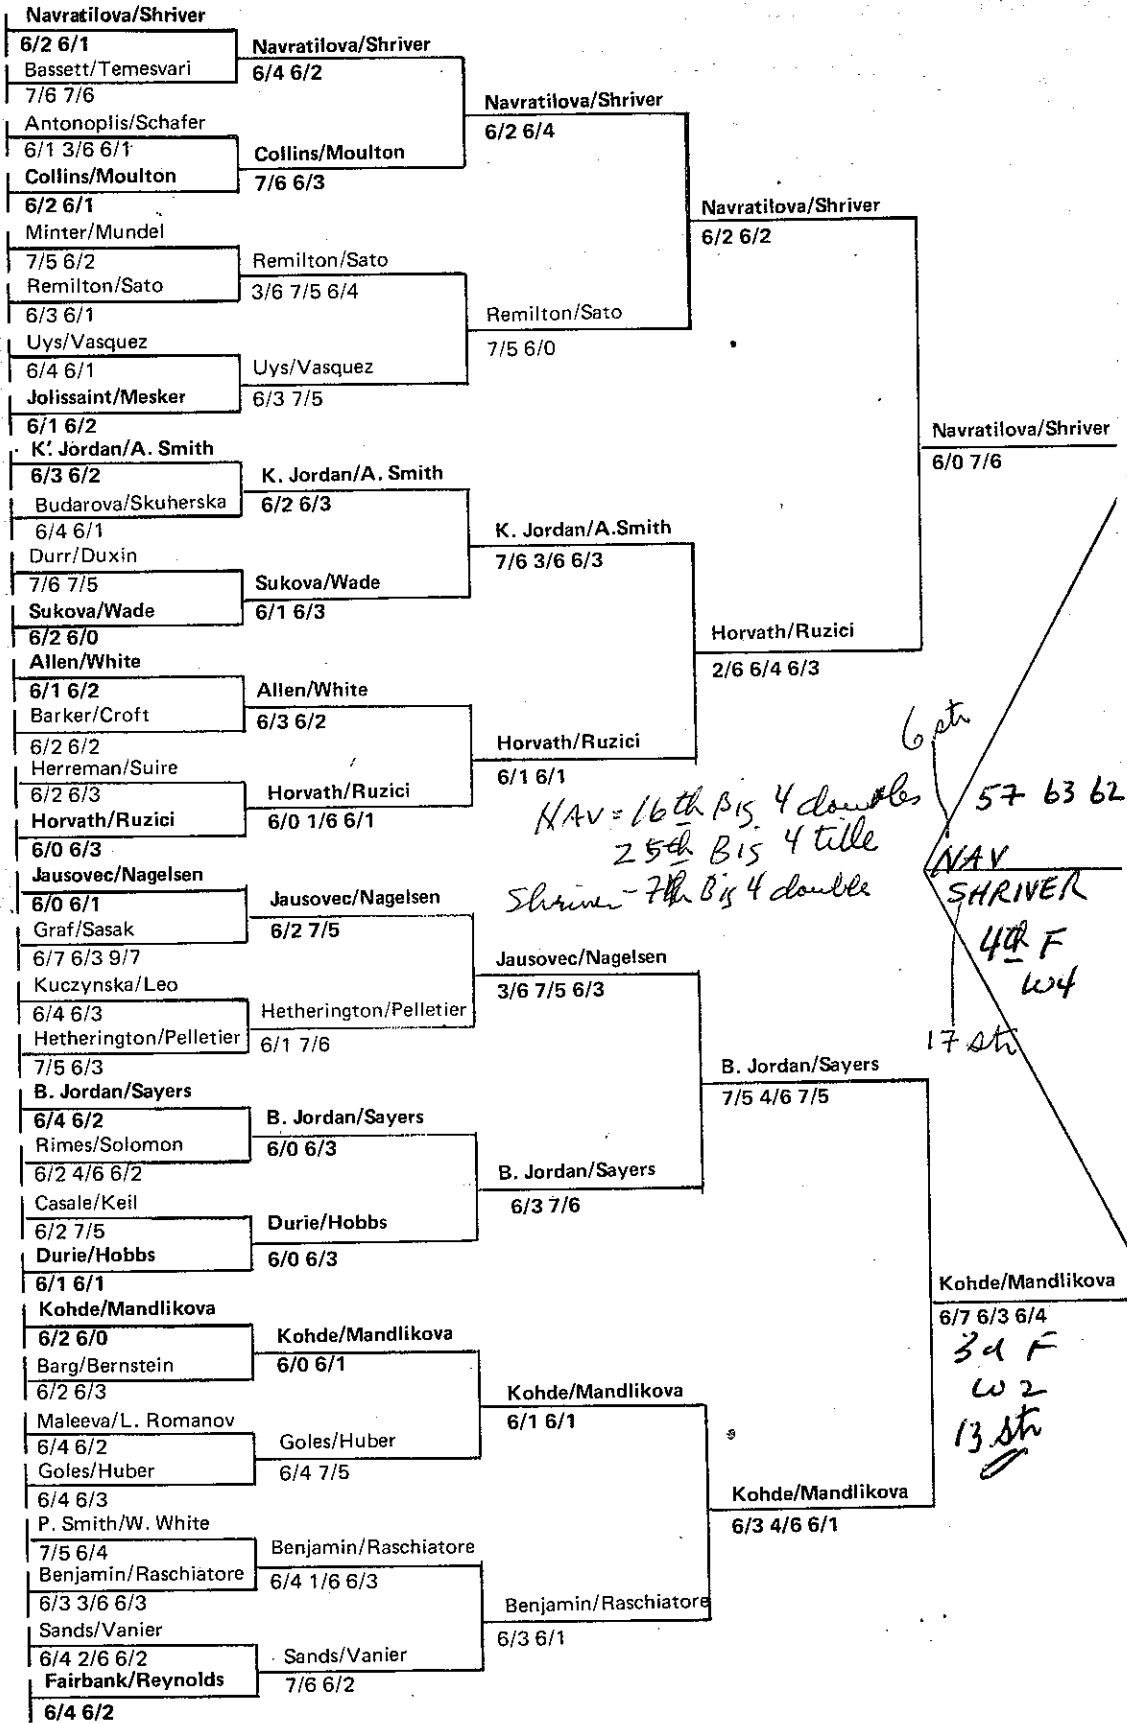 Navratilova/Shriver
6/2 6/1
Bassett/Temesvari
7/6 7/6
Antonoplis/Schafer
6/1 3/6 6/1
Collins/Moulton
6/2 6/1
Minter/Mundel
7/5 6/2
Remilton/Sato
6/3 6/1
Uys/Vasquez
6/4 6/1
Jolissaint/Mesker
6/1 6/2
K. Jordan/A. Smith
6/3 6/2
Budarova/Skuherska
6/4 6/1
Durr/Duxin
7/6 7/5
Sukova/Wade
6/2 6/0
Allen/White
6/1 6/2
Barker/Croft
6/2 6/2
Herreman/Suire
6/2 6/3
Horvath/Ruzici
6/0 6/3
Jausovec/Nagelsen
6/0 6/1
Graf/Sasak
6/7 6/3 9/7
Kuczynska/Leo
6/4 6/3
Hetherington/Pelletier
7/5 6/3
B. Jordan/Sayers
6/4 6/2
Rimes/Solomon
6/2 4/6 6/2
Casale/Keil
6/2 7/5
Durie/Hobbs
6/1 6/1
Kohde/Mandlikova
6/2 6/0
Barg/Bernstein
6/2 6/3
Maleeva/L. Romanov
6/4 6/2
Goles/Huber
6/4 6/3
P. Smith/W. White
7/5 6/4
Benjamin/Raschiatore
6/3 3/6 6/3
Sands/Vanier
6/4 2/6 6/2
Fairbank/Reynolds
6/4 6/2
Navratilova/Shriver
6/4 6/2
Collins/Moulton
7/6 6/3
Remilton/Sato
3/6 7/5 6/4
Uys/Vasquez
6/3 7/5
K. Jordan/A. Smith
6/2 6/3
Sukova/Wade
6/1 6/3
Allen/White
6/3 6/2
Horvath/Ruzici
6/0 1/6 6/1
Jausovec/Nagelsen
6/2 7/5
Hetherington/Pelletier
6/1 7/6
B. Jordan/Sayers
6/0 6/3
Durie/Hobbs
6/0 6/3
Kohde/Mandlikova
6/0 6/1
Goles/Huber
6/4 7/5
Benjamin/Raschiatore
6/4 1/6 6/3
Sands/Vanier
7/6 6/2
Navratilova/Shriver
6/2 6/4
Remilton/Sato
7/5 6/0
K. Jordan/A.Smith
7/6 3/6 6/3
Horvath/Ruzici
6/1 6/1
Jausovec/Nagelsen
3/6 7/5 6/3
B. Jordan/Sayers
6/3 7/6
Kohde/Mandlikova
6/1 6/1
Benjamin/Raschiatore
6/3 6/1
Navratilova/Shriver
6/2 6/2
Horvath/Ruzici
2/6 6/4 6/3
B. Jordan/Sayers
7/5 4/6 7/5
Kohde/Mandlikova
6/3 4/6 6/1
Navratilova/Shriver
6/0 7/6
Kohde/Mandlikova
6/7 6/3 6/4
3d F
W 2
13 str
NAV = 16th Big 4 doubles
25th Big 4 title
Shriver - 7th Big 4 double
6 str
57 63 62
NAV
SHRIVER
4th F
W4
17 str